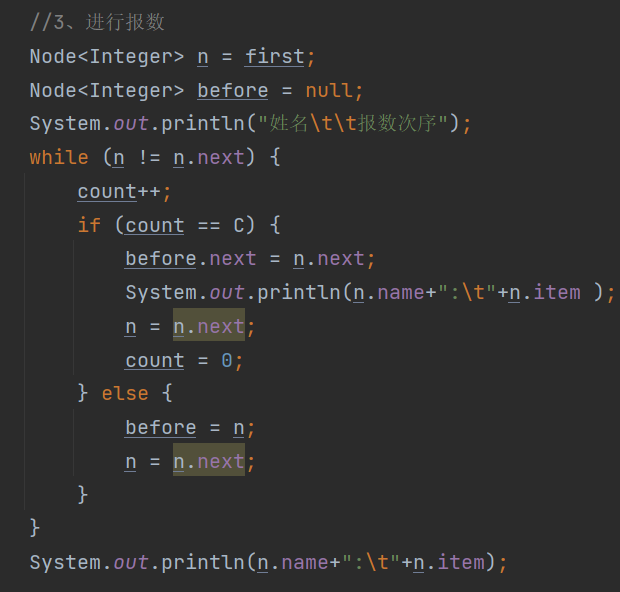 //3、进行报数
Node<Integer> n = first;
Node<Integer> before = null;
System.out.println("姓名\t\t报数次序");
while (n != n.next) {
    count++;
    if (count == C) {
        before.next = n.next;
        System.out.println(n.name+":\t"+n.item );
        n = n.next;
        count = 0;
    } else {
        before = n;
        n = n.next;
    }
}
System.out.println(n.name+":\t"+n.item);